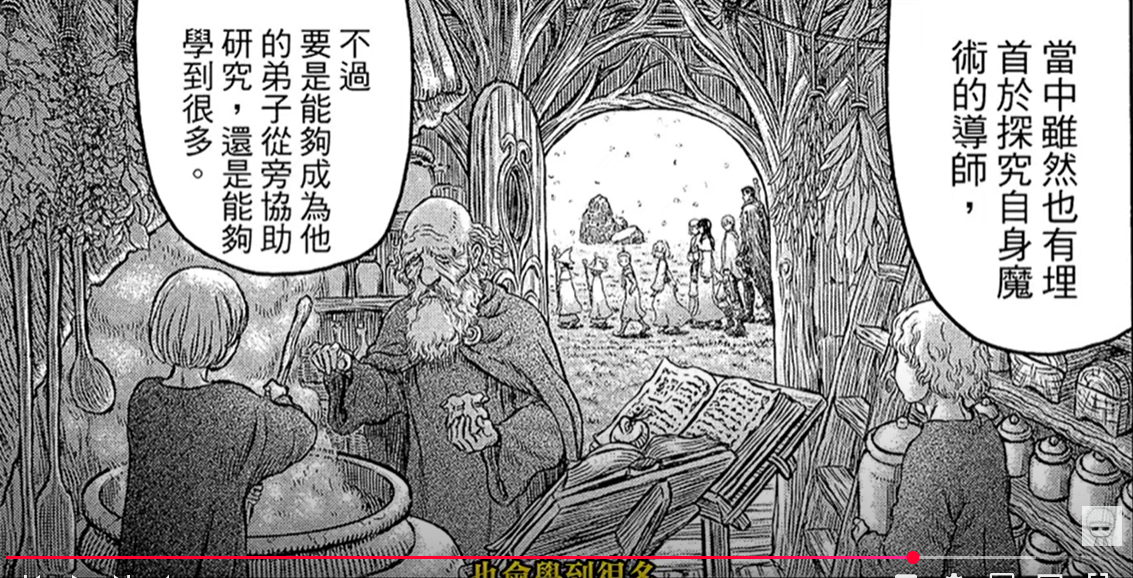 當中雖然也有埋
首於探究自身魔
術的導師，
不過
要是能夠成為他
的弟子從旁協助
研究，還是能夠
學到很多。